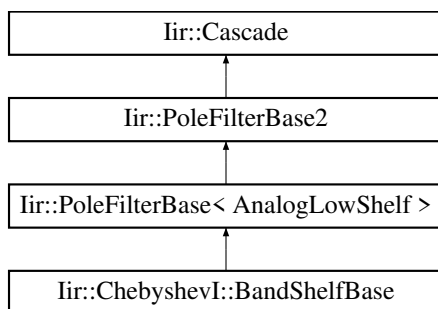 Iir::Cascade
Iir::PoleFilterBase2
Iir::PoleFilterBase< AnalogLowShelf >
Iir::ChebyshevI::BandShelfBase